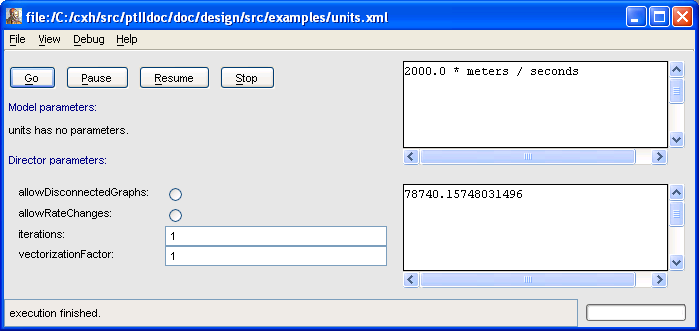 file:/C:/cxh/src/ptIIdoc/doc/design/src/examples/units.xml
File View Debug Help
Go Pause Resume Stop
Model parameters:
units has no parameters.
Director parameters:
allowDisconnectedGraphs:
allowRateChanges:
iterations: 1
vectorizationFactor: 1
2000.0 * meters / seconds
78740.15748031496
execution finished.